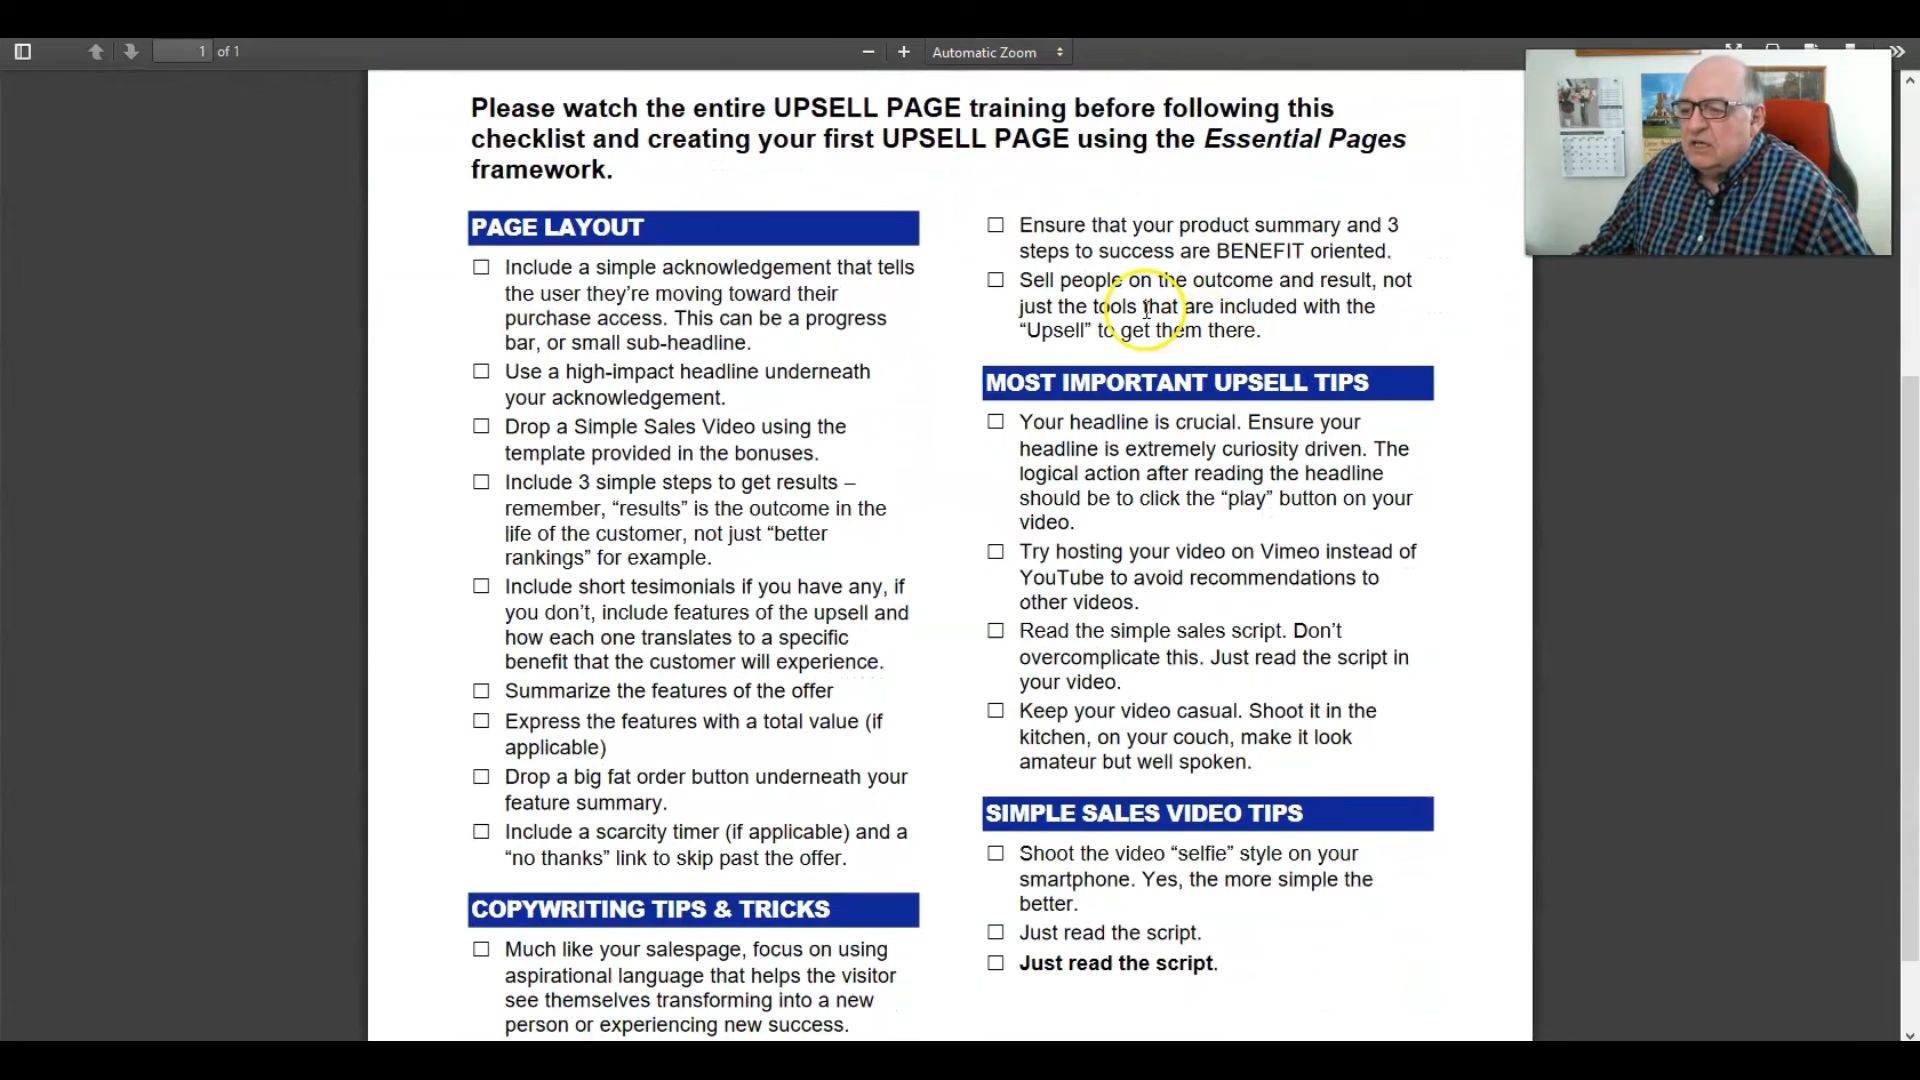 1 of 1
Automatic Zoom
Please watch the entire UPSELL PAGE training before following this
checklist and creating your first UPSELL PAGE using the Essential Pages
framework.
PAGE LAYOUT
Include a simple acknowledgement that tells
the user they’re moving toward their
purchase access. This can be a progress
bar, or small sub-headline.
Use a high-impact headline underneath
your acknowledgement.
Drop a Simple Sales Video using the
template provided in the bonuses.
Include 3 simple steps to get results –
remember, “results” is the outcome in the
life of the customer, not just “better
rankings” for example.
Include short tesimonials if you have any, if
you don’t, include features of the upsell and
how each one translates to a specific
benefit that the customer will experience.
Summarize the features of the offer
Express the features with a total value (if
applicable)
Drop a big fat order button underneath your
feature summary.
Include a scarcity timer (if applicable) and a
“no thanks” link to skip past the offer.
COPYWRITING TIPS & TRICKS
Much like your salespage, focus on using
aspirational language that helps the visitor
see themselves transforming into a new
person or experiencing new success.
Ensure that your product summary and 3
steps to success are BENEFIT oriented.
Sell people on the outcome and result, not
just the tools that are included with the
“Upsell” to get them there.
MOST IMPORTANT UPSELL TIPS
Your headline is crucial. Ensure your
headline is extremely curiosity driven. The
logical action after reading the headline
should be to click the “play” button on your
video.
Try hosting your video on Vimeo instead of
YouTube to avoid recommendations to
other videos.
Read the simple sales script. Don’t
overcomplicate this. Just read the script in
your video.
Keep your video casual. Shoot it in the
kitchen, on your couch, make it look
amateur but well spoken.
SIMPLE SALES VIDEO TIPS
Shoot the video “selfie” style on your
smartphone. Yes, the more simple the
better.
Just read the script.
Just read the script.